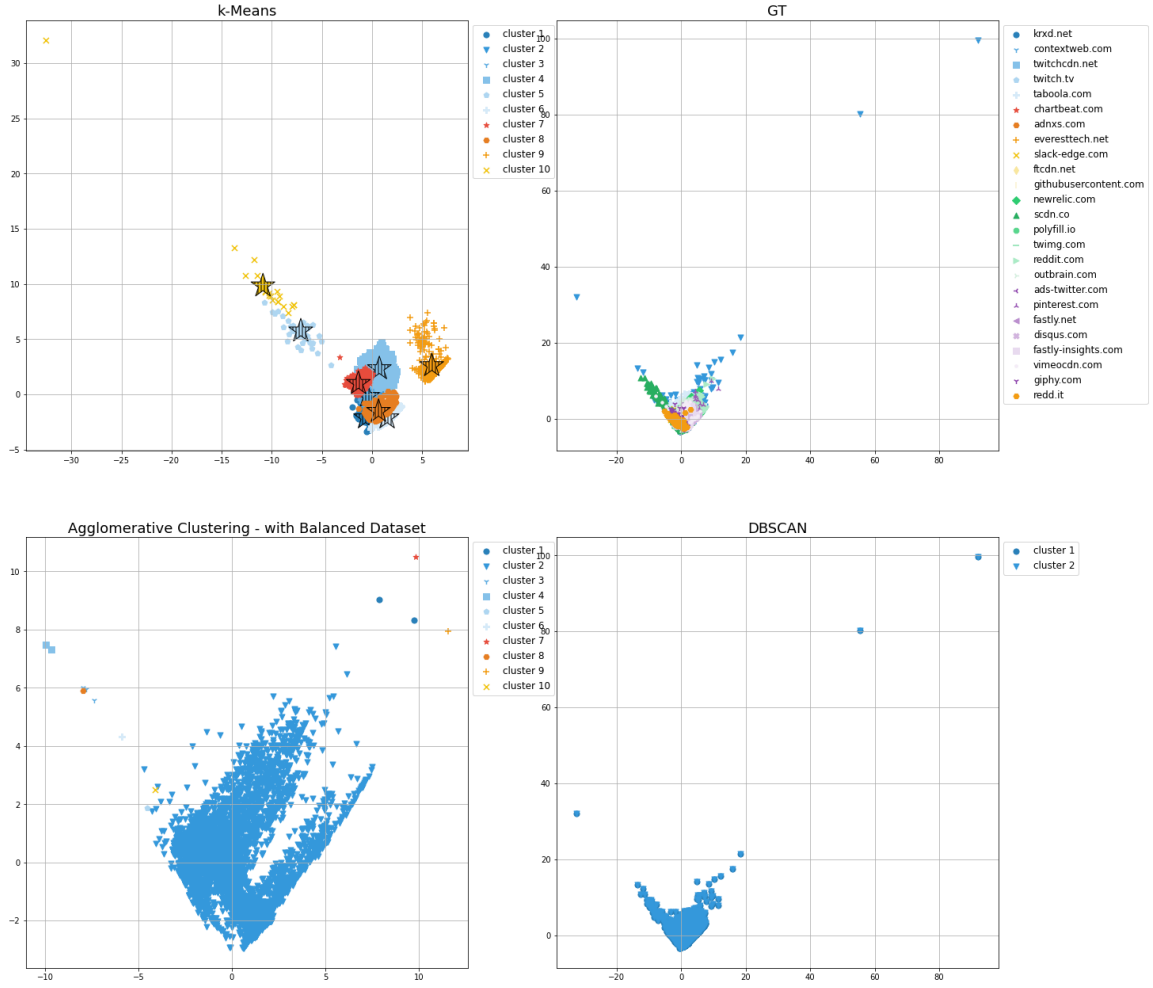 k-Means
30
25
20
15
10
5
0
−5
−30
−25
−20
−15
−10
−5
0
5
cluster 1
cluster 2
cluster 3
cluster 4
cluster 5
cluster 6
cluster 7
cluster 8
cluster 9
cluster 10
GT
100
80
60
40
20
0
−20
0
20
40
60
80
krxd.net
contextweb.com
twitchcdn.net
twitch.tv
taboola.com
chartbeat.com
adnxs.com
everesttech.net
slack-edge.com
ftcdn.net
githubusercontent.com
newrelic.com
scdn.co
polyfill.io
twimg.com
reddit.com
outbrain.com
ads-twitter.com
pinterest.com
fastly.net
disqus.com
fastly-insights.com
vimeocdn.com
giphy.com
redd.it
Agglomerative Clustering - with Balanced Dataset
10
8
6
4
2
0
−2
−10
−5
0
5
10
cluster 1
cluster 2
cluster 3
cluster 4
cluster 5
cluster 6
cluster 7
cluster 8
cluster 9
cluster 10
DBSCAN
100
80
60
40
20
0
−20
0
20
40
60
80
cluster 1
cluster 2